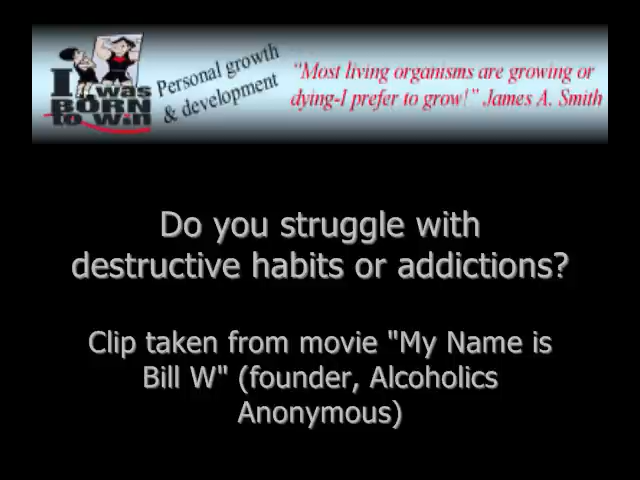 I was
BORN
to win
Personal growth
& development
"Most living organisms are growing or
dying-I prefer to grow!" James A. Smith
Do you struggle with
destructive habits or addictions?
Clip taken from movie "My Name is
Bill W" (founder, Alcoholics
Anonymous)